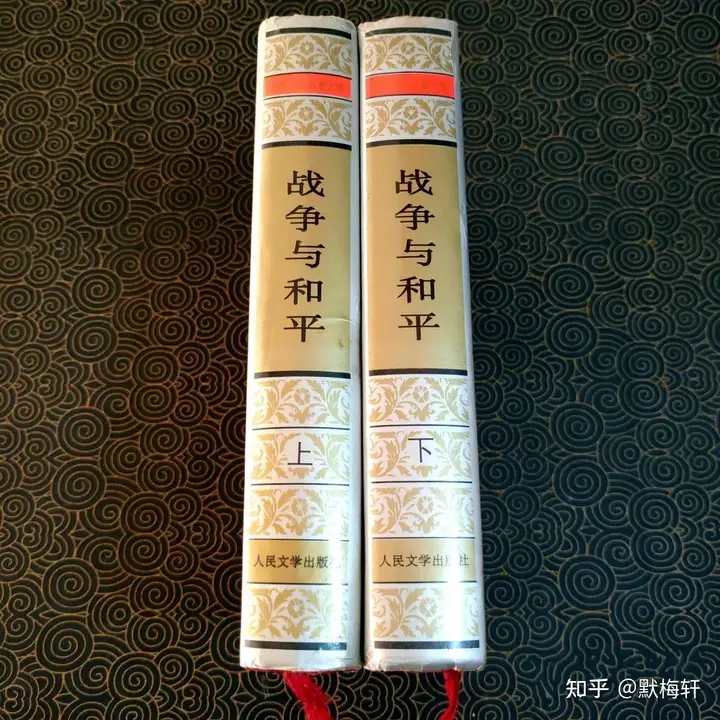 战争与和平
上
人民文学出版社
战争与和平
下
人民文学出版社
知乎 @默梅轩